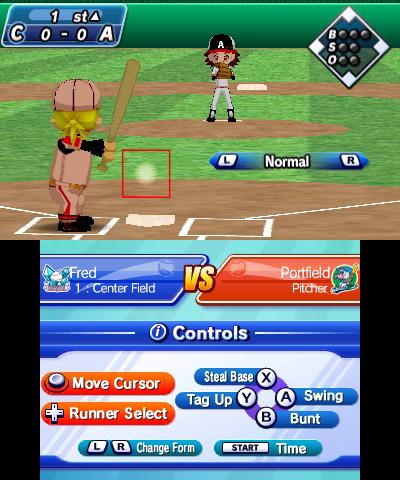 1 st▲
C 0 - 0 A
B
S
O
A
L Normal R
Fred
1 : Center Field
VS
Portfield
Pitcher
i Controls
Move Cursor
Runner Select
Steal Base X
Tag Up Y
A Swing
B Bunt
L R Change Form
START Time